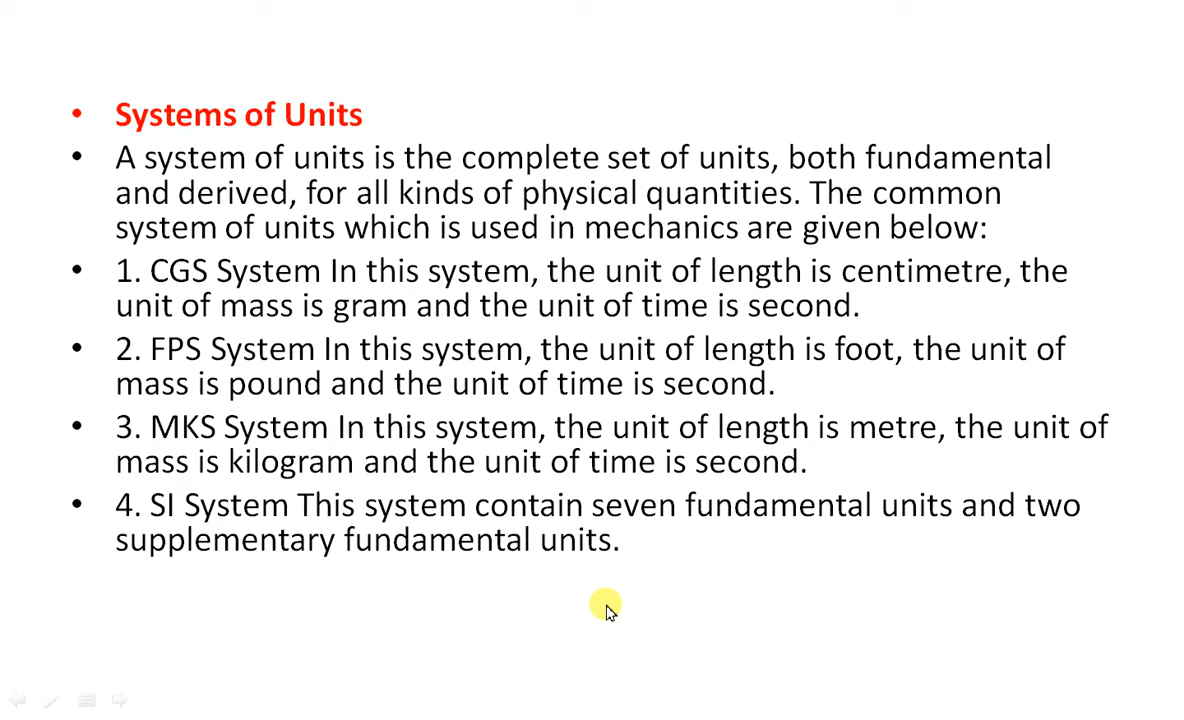 • Systems of Units
• A system of units is the complete set of units, both fundamental
and derived, for all kinds of physical quantities. The common
system of units which is used in mechanics are given below:
• 1. CGS System In this system, the unit of length is centimetre, the
unit of mass is gram and the unit of time is second.
• 2. FPS System In this system, the unit of length is foot, the unit of
mass is pound and the unit of time is second.
• 3. MKS System In this system, the unit of length is metre, the unit of
mass is kilogram and the unit of time is second.
• 4. SI System This system contain seven fundamental units and two
supplementary fundamental units.